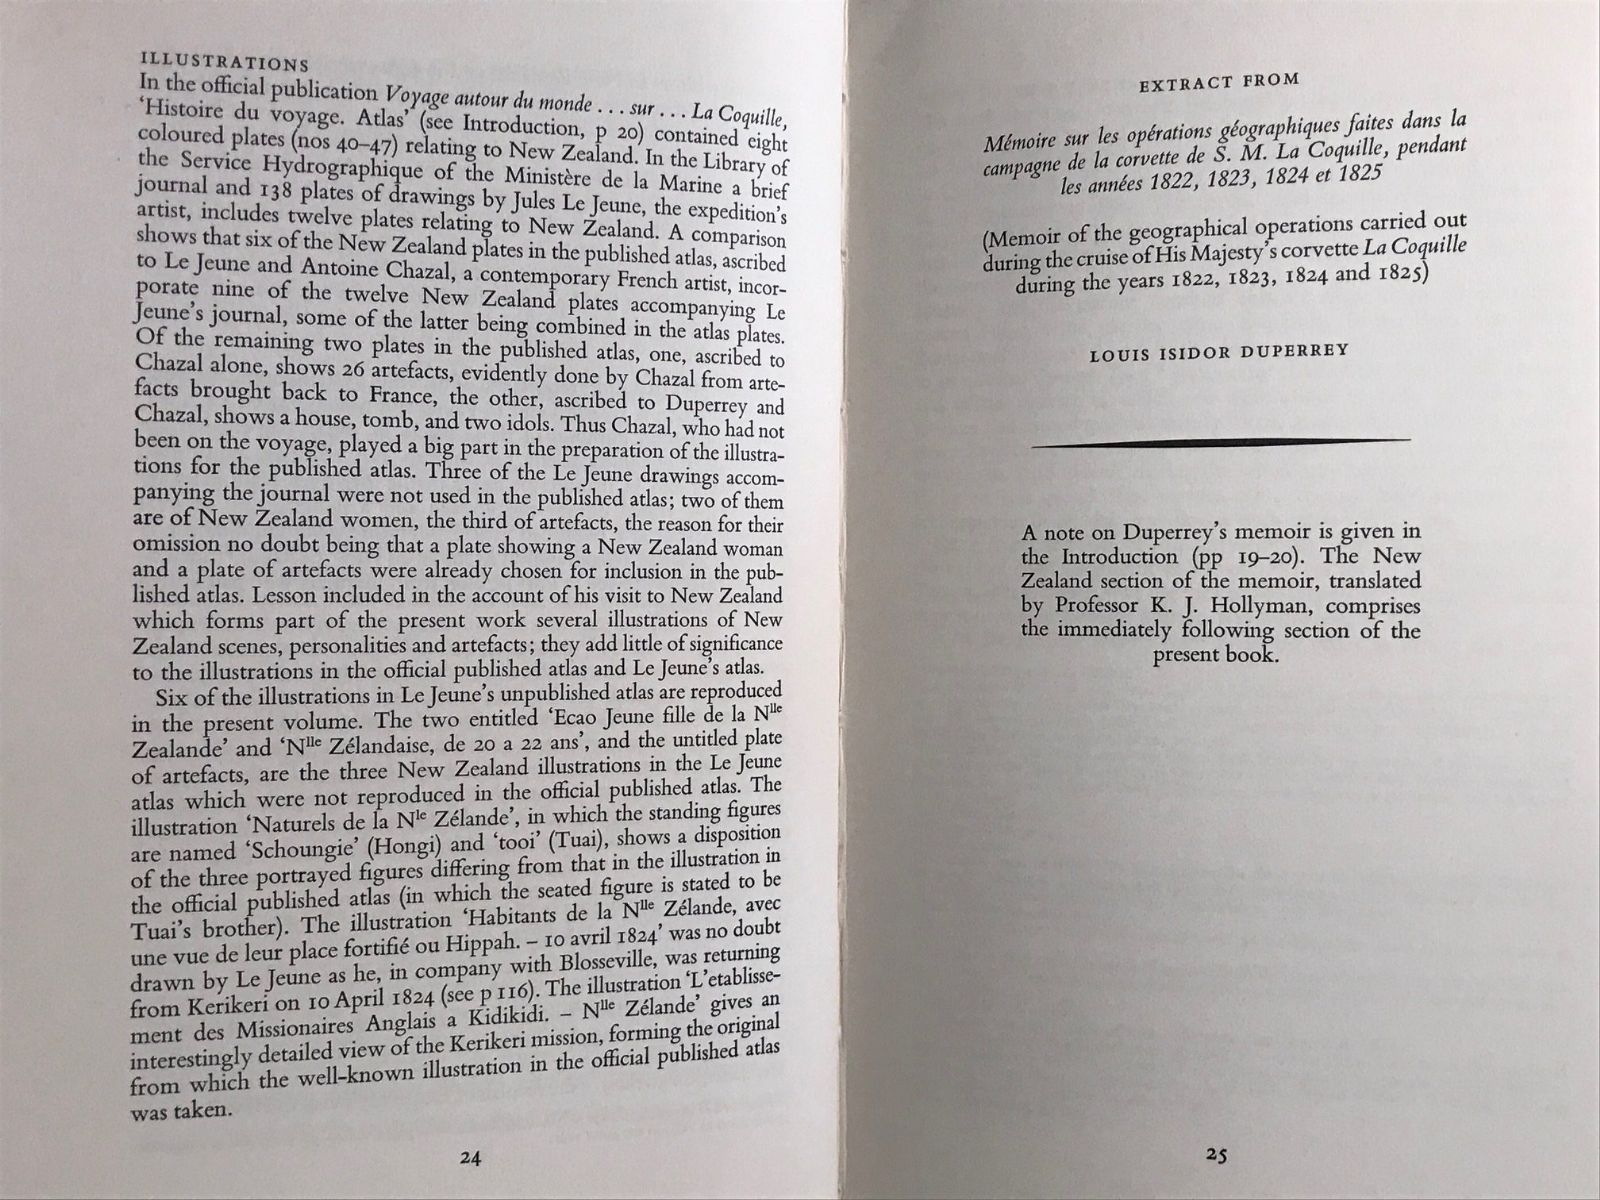 ILLUSTRATIONS
In the official publication Voyage autour du monde . . . sur . . . La Coquille,
‘Histoire du voyage. Atlas’ (see Introduction, p 20) contained eight
coloured plates (nos 40–47) relating to New Zealand. In the Library of
the Service Hydrographique of the Ministère de la Marine a brief
journal and 138 plates of drawings by Jules Le Jeune, the expedition’s
artist, includes twelve plates relating to New Zealand. A comparison
shows that six of the New Zealand plates in the published atlas, ascribed
to Le Jeune and Antoine Chazal, a contemporary French artist, incor-
porate nine of the twelve New Zealand plates accompanying Le
Jeune’s journal, some of the latter being combined in the atlas plates.
Of the remaining two plates in the published atlas, one, ascribed to
Chazal alone, shows 26 artefacts, evidently done by Chazal from arte-
facts brought back to France, the other, ascribed to Duperrey and
Chazal, shows a house, tomb, and two idols. Thus Chazal, who had not
been on the voyage, played a big part in the preparation of the illustra-
tions for the published atlas. Three of the Le Jeune drawings accom-
panying the journal were not used in the published atlas; two of them
are of New Zealand women, the third of artefacts, the reason for their
omission no doubt being that a plate showing a New Zealand woman
and a plate of artefacts were already chosen for inclusion in the pub-
lished atlas. Lesson included in the account of his visit to New Zealand
which forms part of the present work several illustrations of New
Zealand scenes, personalities and artefacts; they add little of significance
to the illustrations in the official published atlas and Le Jeune’s atlas.
Six of the illustrations in Le Jeune’s unpublished atlas are reproduced
in the present volume. The two entitled ‘Ecao Jeune fille de la Nlle
Zealande’ and ‘Nlle Zélandaise, de 20 a 22 ans’, and the untitled plate
of artefacts, are the three New Zealand illustrations in the Le Jeune
atlas which were not reproduced in the official published atlas. The
illustration ‘Naturels de la Nle Zélande’, in which the standing figures
are named ‘Schoungie’ (Hongi) and ‘tooi’ (Tuai), shows a disposition
of the three portrayed figures differing from that in the illustration in
the official published atlas (in which the seated figure is stated to be
Tuai’s brother). The illustration ‘Habitants de la Nlle Zélande, avec
une vue de leur place fortifié ou Hippah. – 10 avril 1824’ was no doubt
drawn by Le Jeune as he, in company with Blosseville, was returning
from Kerikeri on 10 April 1824 (see p 116). The illustration ‘L’etablisse-
ment des Missionaires Anglais a Kidikidi. – Nlle Zélande’ gives an
interestingly detailed view of the Kerikeri mission, forming the original
from which the well-known illustration in the official published atlas
was taken.
24
EXTRACT FROM
Mémoire sur les opérations géographiques faites dans la
campagne de la corvette de S. M. La Coquille, pendant
les années 1822, 1823, 1824 et 1825
(Memoir of the geographical operations carried out
during the cruise of His Majesty’s corvette La Coquille
during the years 1822, 1823, 1824 and 1825)
LOUIS ISIDOR DUPERREY
A note on Duperrey’s memoir is given in
the Introduction (pp 19–20). The New
Zealand section of the memoir, translated
by Professor K. J. Hollyman, comprises
the immediately following section of the
present book.
25